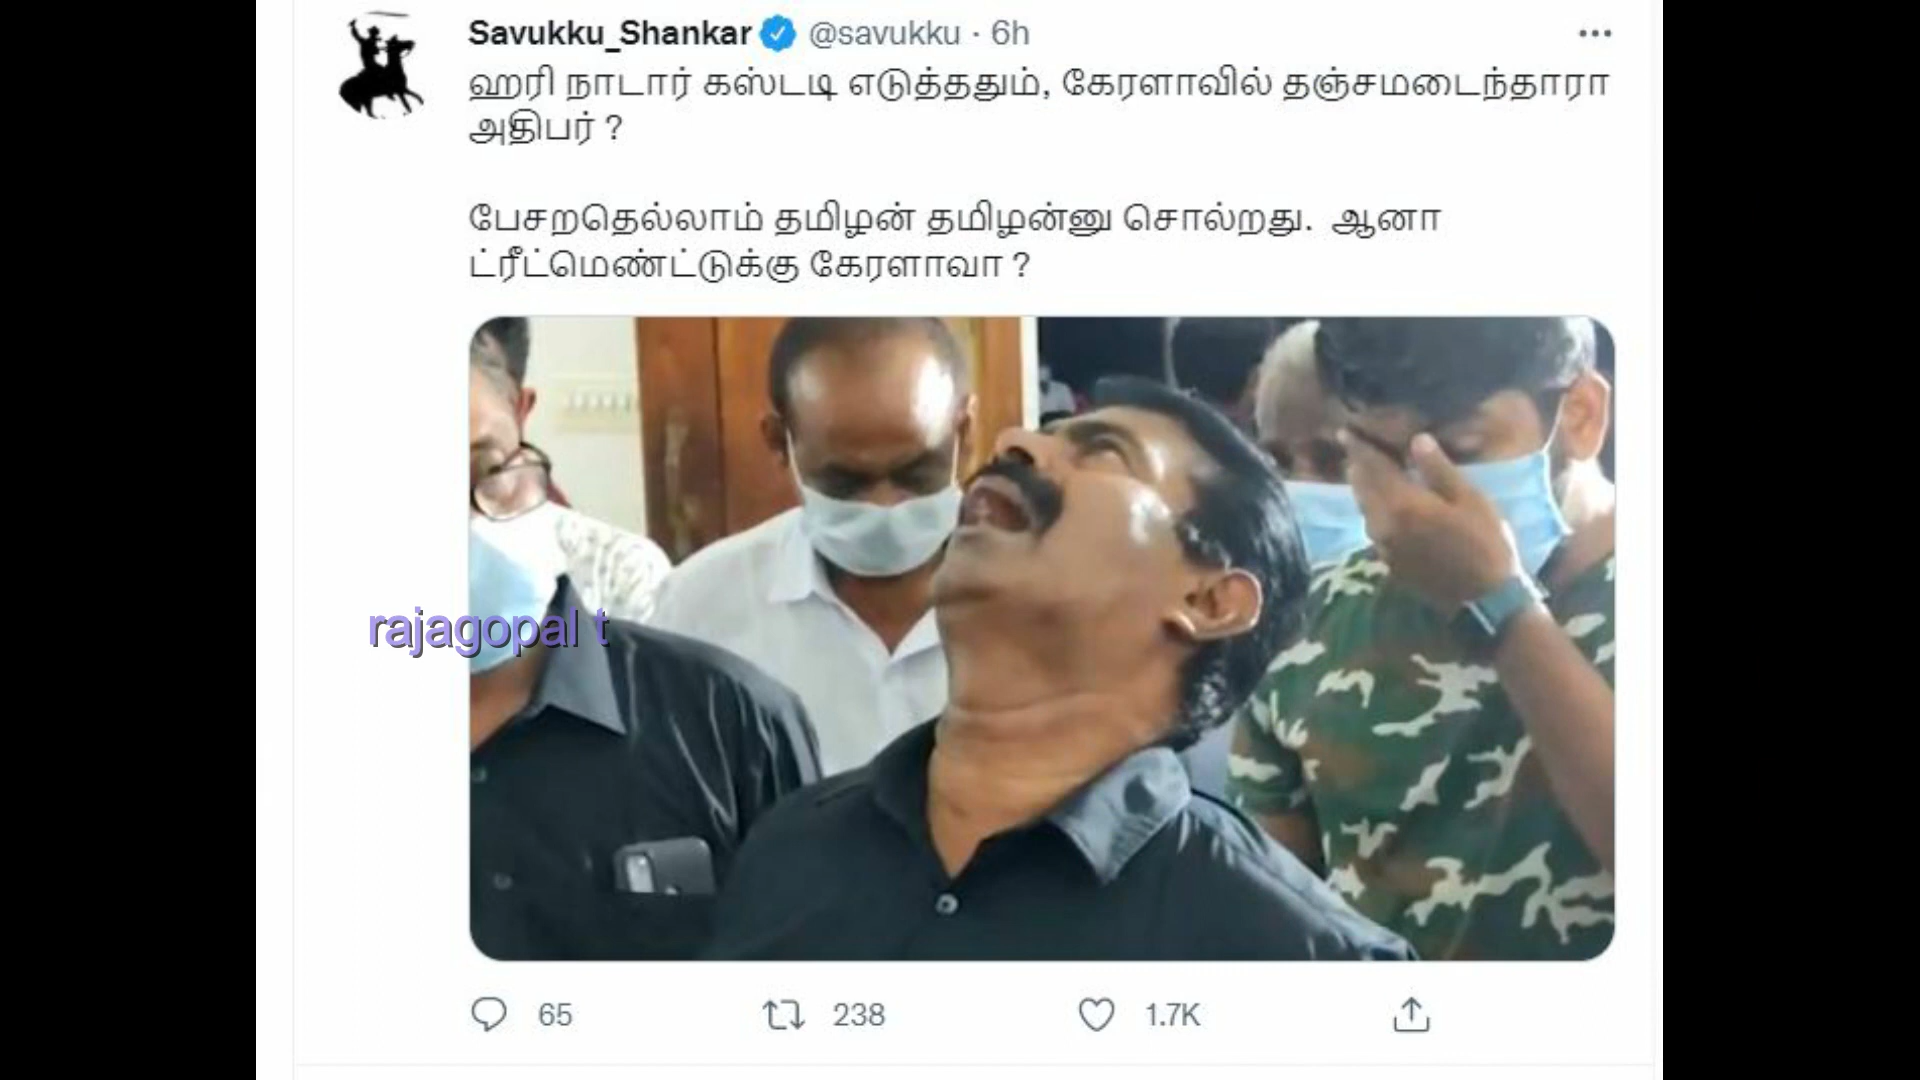 Savukku_Shankar @savukku · 6h
ஹரி நாடார் கஸ்டடி எடுத்ததும், கேரளாவில் தஞ்சமடைந்தாரா
அதிபர் ?
பேசறதெல்லாம் தமிழன் தமிழன்னு சொல்றது. ஆனா
ட்ரீட்மெண்ட்டுக்கு கேரளாவா ?
rajagopal t
65 238 1.7K